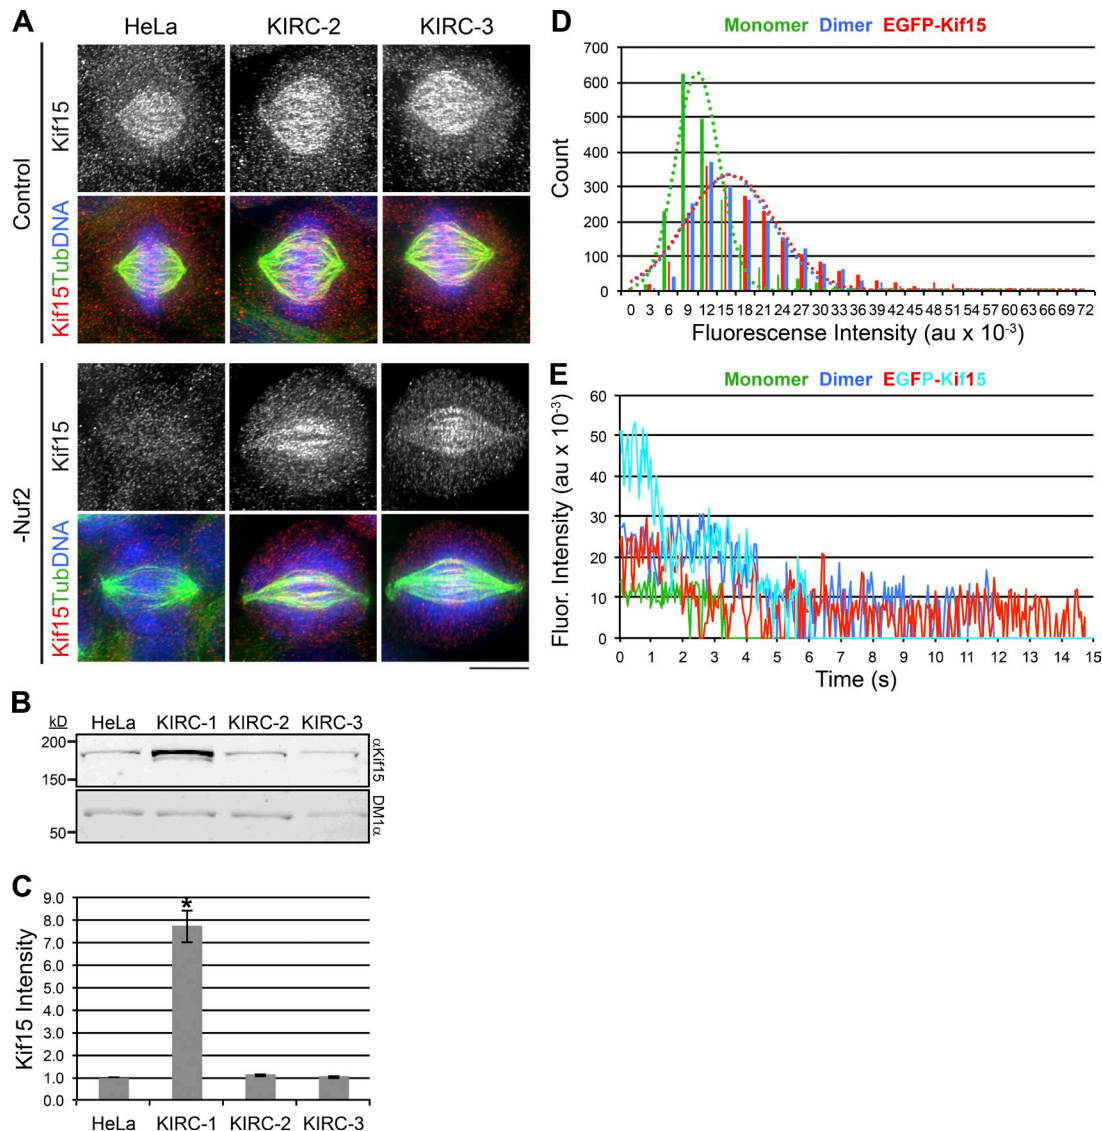 A
HeLa KIRC-2 KIRC-3
Control
Kif15
Kif15TubDNA
-Nuf2
Kif15
Kif15TubDNA
B
kD HeLa KIRC-1 KIRC-2 KIRC-3
200
150
αKif15
50
DM1α
C
Kif15 Intensity
9.0
8.0
7.0
6.0
5.0
4.0
3.0
2.0
1.0
0.0
*
HeLa KIRC-1 KIRC-2 KIRC-3
D
Monomer Dimer EGFP-Kif15
Count
700
600
500
400
300
200
100
0
0 3 6 9 12 15 18 21 24 27 30 33 36 39 42 45 48 51 54 57 60 63 66 69 72
Fluorescense Intensity (au x 10⁻³)
E
Monomer Dimer EGFP-Kif15
Fluor. Intensity (au x 10⁻³)
60
50
40
30
20
10
0
0 1 2 3 4 5 6 7 8 9 10 11 12 13 14 15
Time (s)